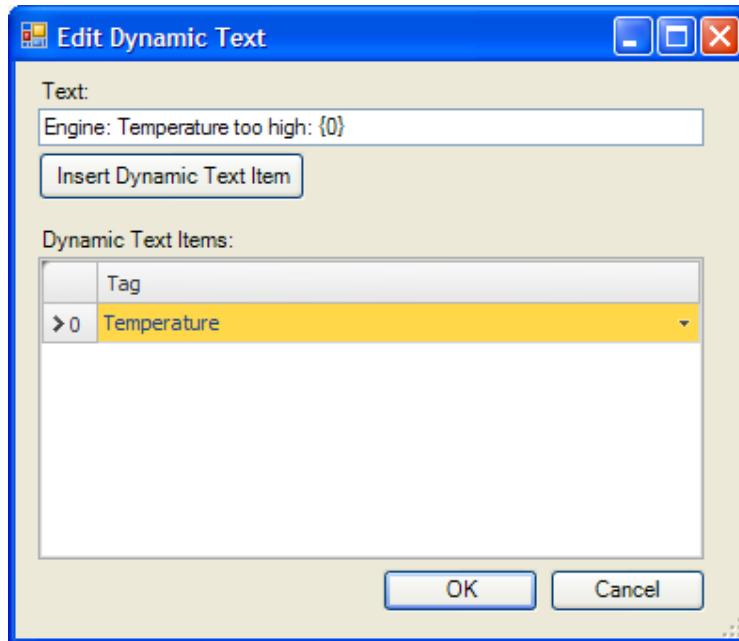 Edit Dynamic Text
Text:
Engine: Temperature too high: {0}
Insert Dynamic Text Item
Dynamic Text Items:
Tag
0 Temperature
OK Cancel